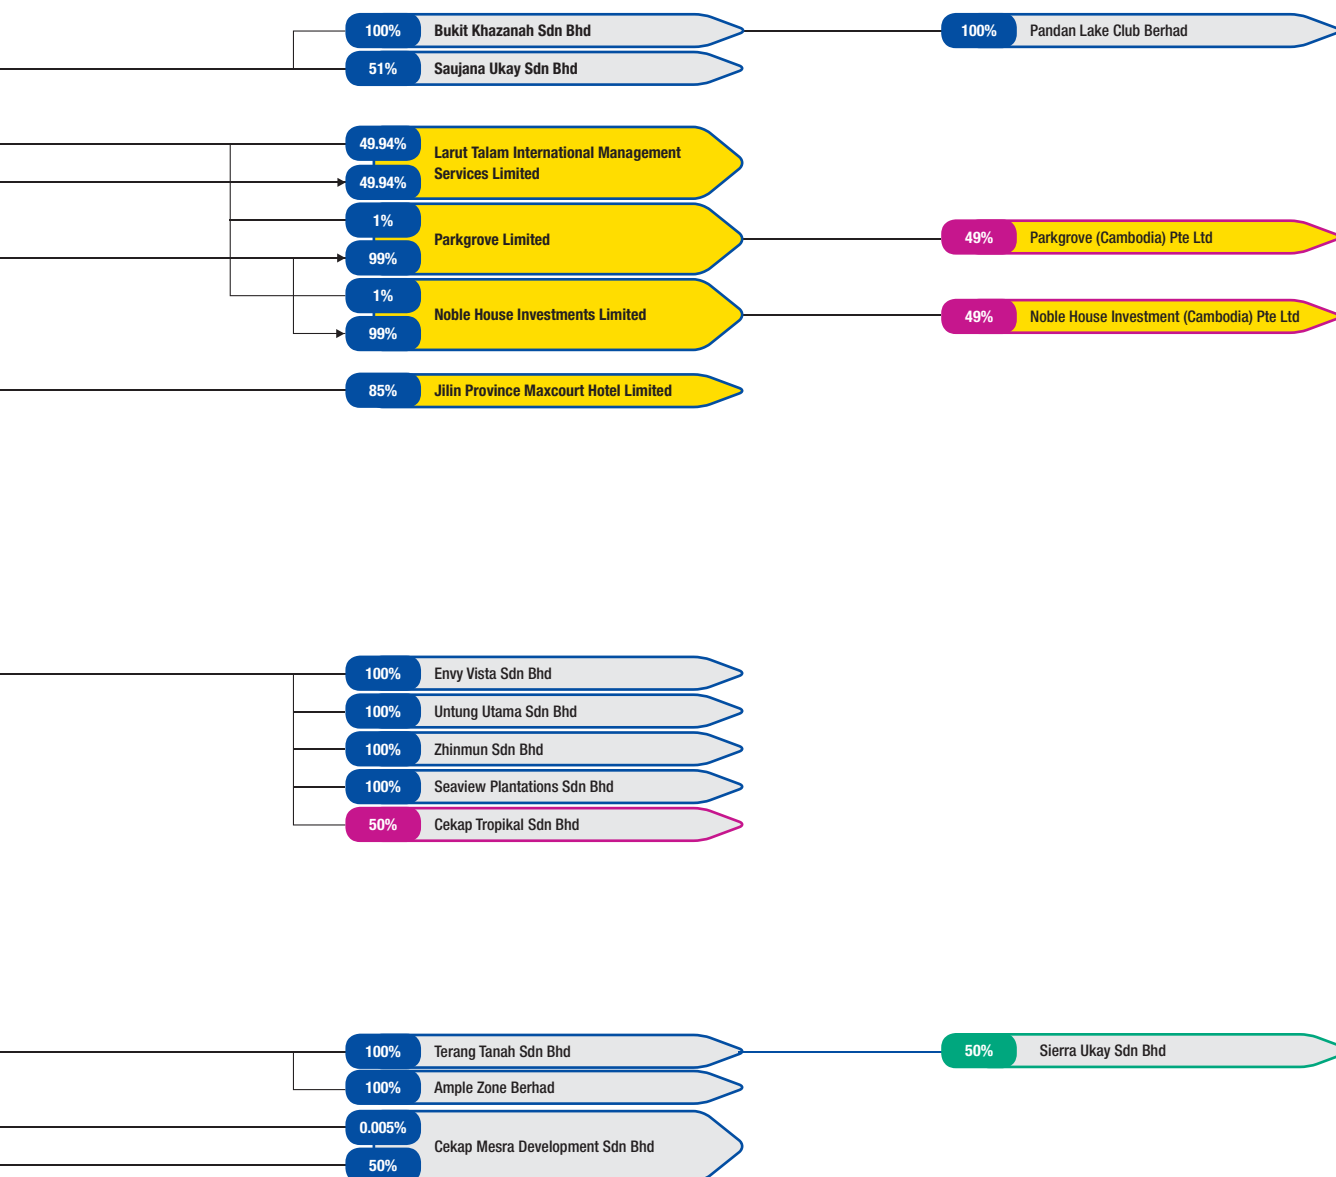 100% Bukit Khazanah Sdn Bhd 100% Pandan Lake Club Berhad
51% Saujana Ukay Sdn Bhd
49.94% Larut Talam International Management
49.94% Services Limited
1%
Parkgrove Limited 49% Parkgrove (Cambodia) Pte Ltd
99%
1%
Noble House Investments Limited 49% Noble House Investment (Cambodia) Pte Ltd
99%
85% Jilin Province Maxcourt Hotel Limited
100% Envy Vista Sdn Bhd
100% Untung Utama Sdn Bhd
100% Zhinmun Sdn Bhd
100% Seaview Plantations Sdn Bhd
50% Cekap Tropikal Sdn Bhd
100% Terang Tanah Sdn Bhd 50% Sierra Ukay Sdn Bhd
100% Ample Zone Berhad
0.005%
Cekap Mesra Development Sdn Bhd
50%